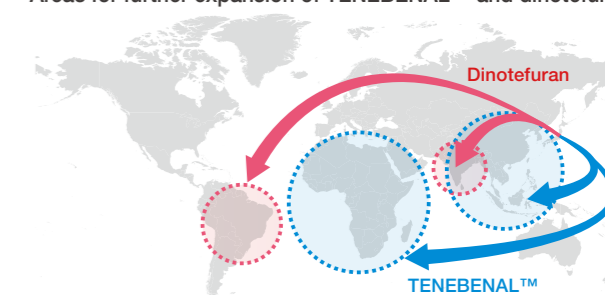 Areas for further expansion of TENEBENAL™ and dinotefuran
Dinotefuran
TENEBENAL™